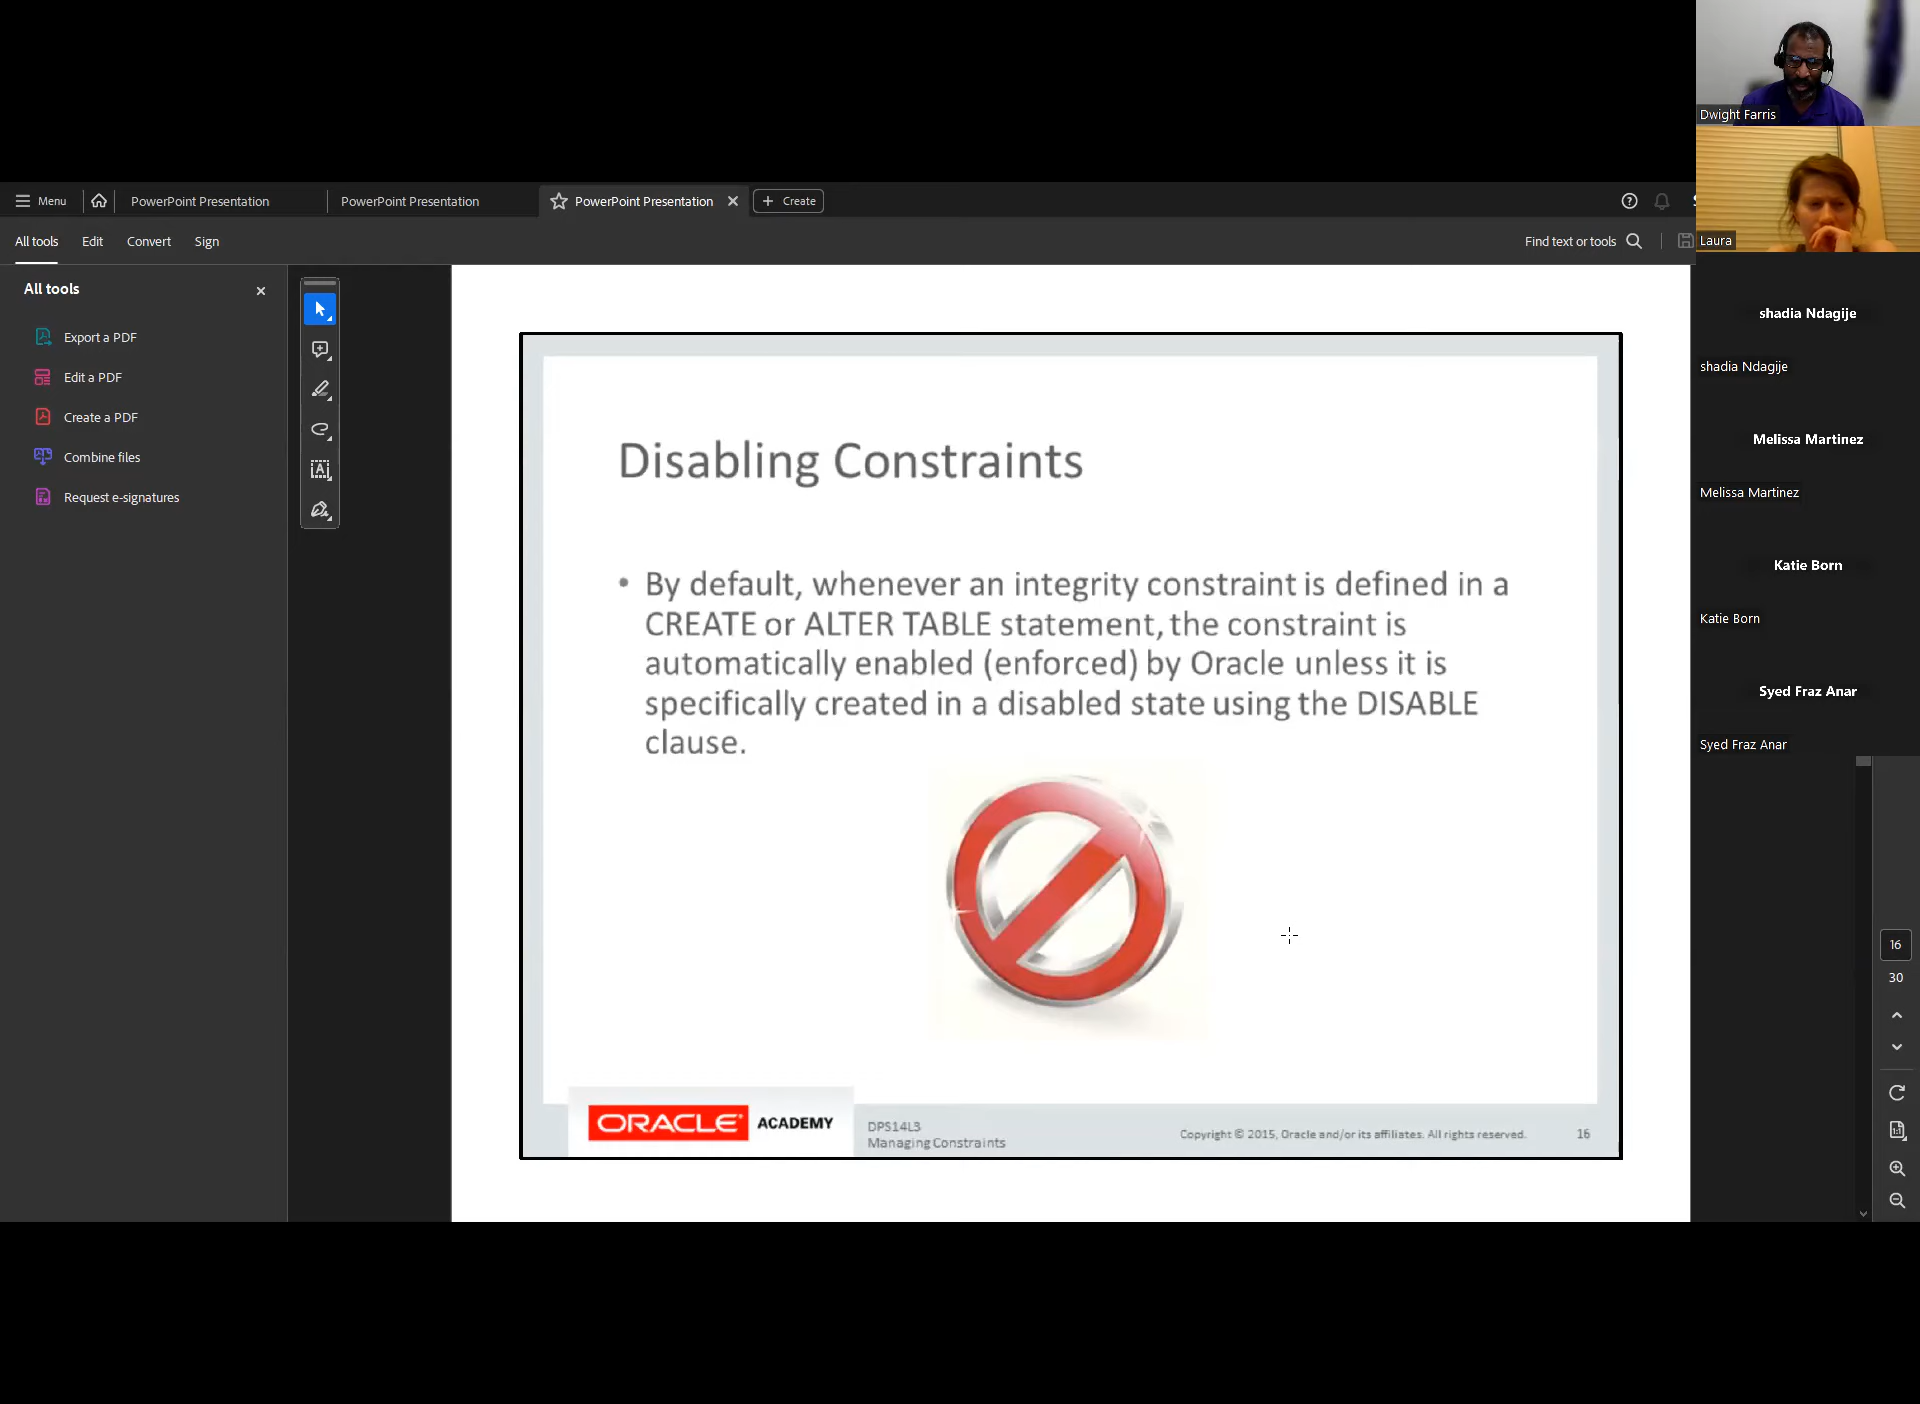 Dwight Farris
Menu
PowerPoint Presentation
PowerPoint Presentation
PowerPoint Presentation
Create
All tools
Edit
Convert
Sign
Find text or tools
Laura
All tools
Export a PDF
Edit a PDF
Create a PDF
Combine files
Request e-signatures
Disabling Constraints
• By default, whenever an integrity constraint is defined in a
CREATE or ALTER TABLE statement, the constraint is
automatically enabled (enforced) by Oracle unless it is
specifically created in a disabled state using the DISABLE
clause.
ORACLE ACADEMY
DPS14L3
Managing Constraints
Copyright © 2015, Oracle and/or its affiliates. All rights reserved.
16
shadia Ndagije
shadia Ndagije
Melissa Martinez
Melissa Martinez
Katie Born
Katie Born
Syed Fraz Anar
Syed Fraz Anar
16
30